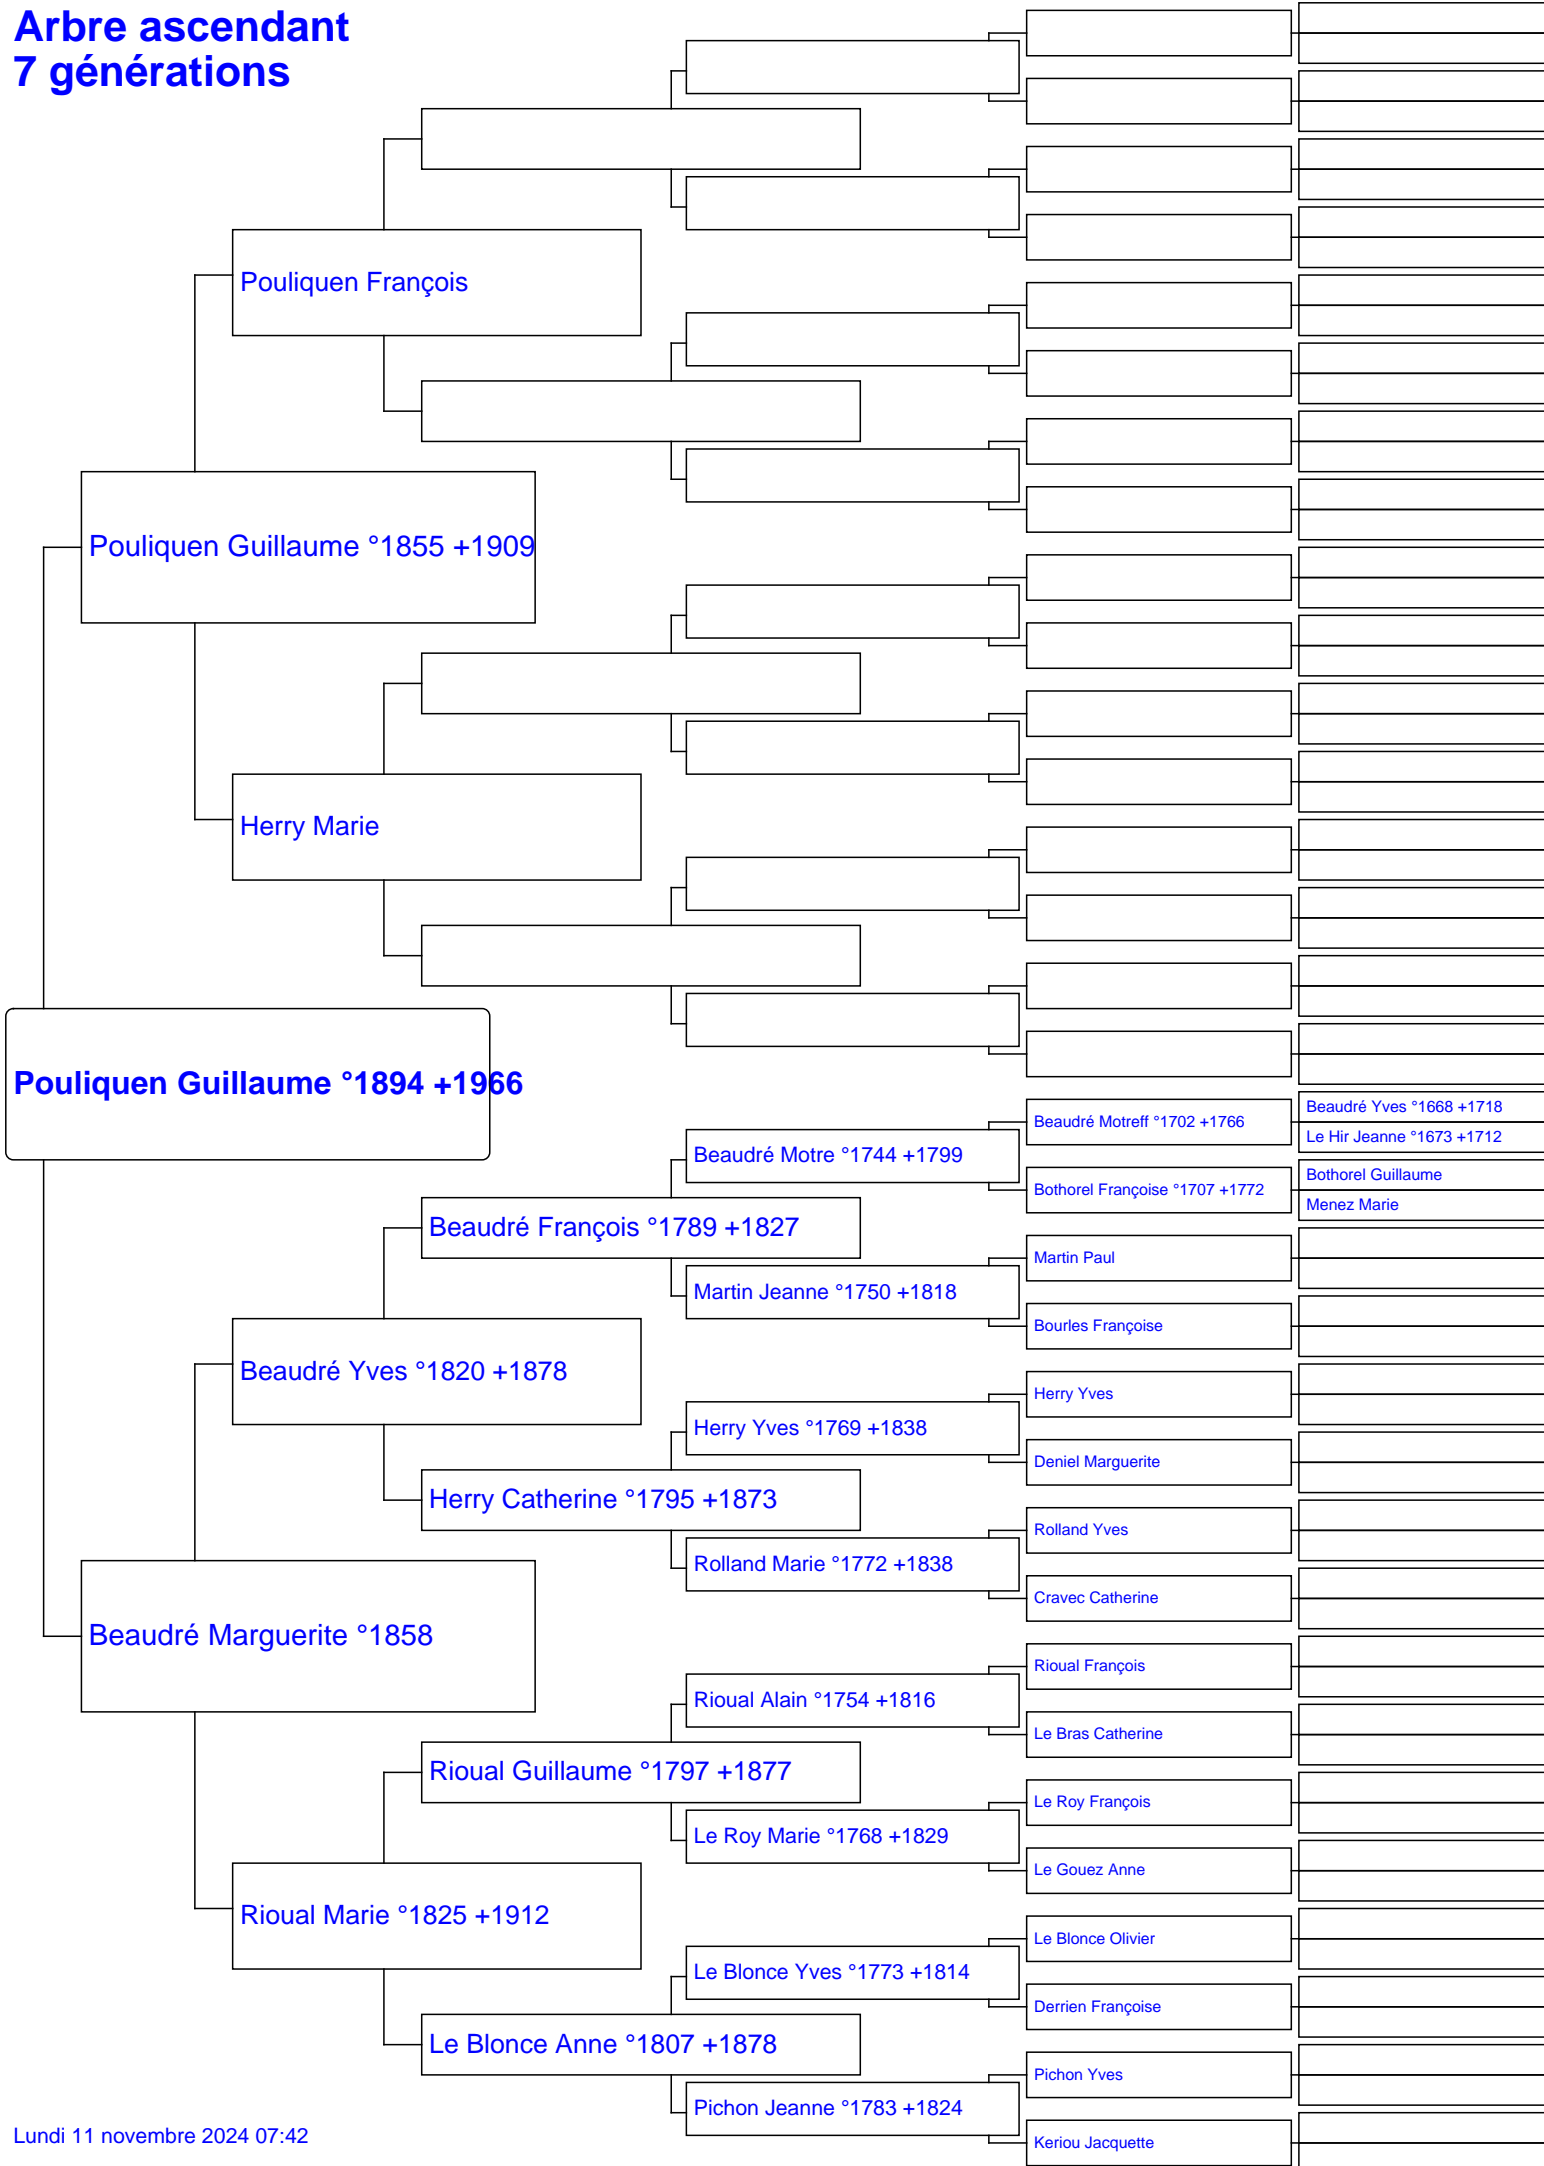 Arbre ascendant
7 générations
Pouliquen François
Pouliquen Guillaume °1855 +1909
Herry Marie
Pouliquen Guillaume °1894 +1966
Beaudré Yves °1668 +1718
Beaudré Motreff °1702 +1766
Le Hir Jeanne °1673 +1712
Beaudré Motre °1744 +1799
Bothorel Guillaume
Bothorel Françoise °1707 +1772
Menez Marie
Beaudré François °1789 +1827
Martin Paul
Martin Jeanne °1750 +1818
Bourles Françoise
Beaudré Yves °1820 +1878
Herry Yves
Herry Yves °1769 +1838
Deniel Marguerite
Herry Catherine °1795 +1873
Rolland Yves
Rolland Marie °1772 +1838
Cravec Catherine
Beaudré Marguerite °1858
Rioual François
Rioual Alain °1754 +1816
Le Bras Catherine
Rioual Guillaume °1797 +1877
Le Roy François
Le Roy Marie °1768 +1829
Le Gouez Anne
Rioual Marie °1825 +1912
Le Blonce Olivier
Le Blonce Yves °1773 +1814
Derrien Françoise
Le Blonce Anne °1807 +1878
Pichon Yves
Pichon Jeanne °1783 +1824
Keriou Jacquette
Lundi 11 novembre 2024 07:42